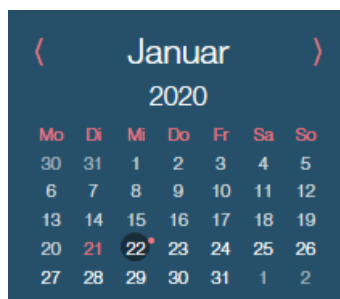 ⟨ Januar ⟩
2020
Mo Di Mi Do Fr Sa So
30 31 1 2 3 4 5
6 7 8 9 10 11 12
13 14 15 16 17 18 19
20 21 22 23 24 25 26
27 28 29 30 31 1 2